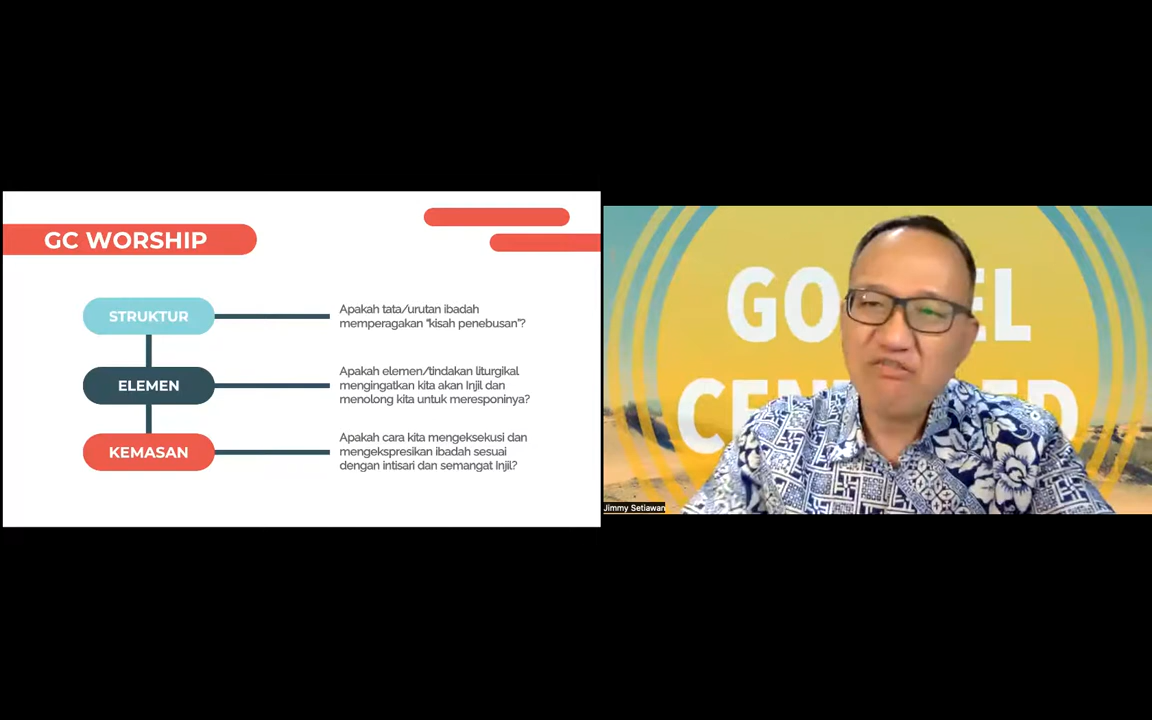 GC WORSHIP
STRUKTUR
Apakah tata/urutan ibadah
memperagakan “kisah penebusan”?
ELEMEN
Apakah elemen/tindakan liturgikal
mengingatkan kita akan Injil dan
menolong kita untuk meresponinya?
KEMASAN
Apakah cara kita mengeksekusi dan
mengekspresikan ibadah sesuai
dengan intisari dan semangat Injil?
Jimmy Setiawan